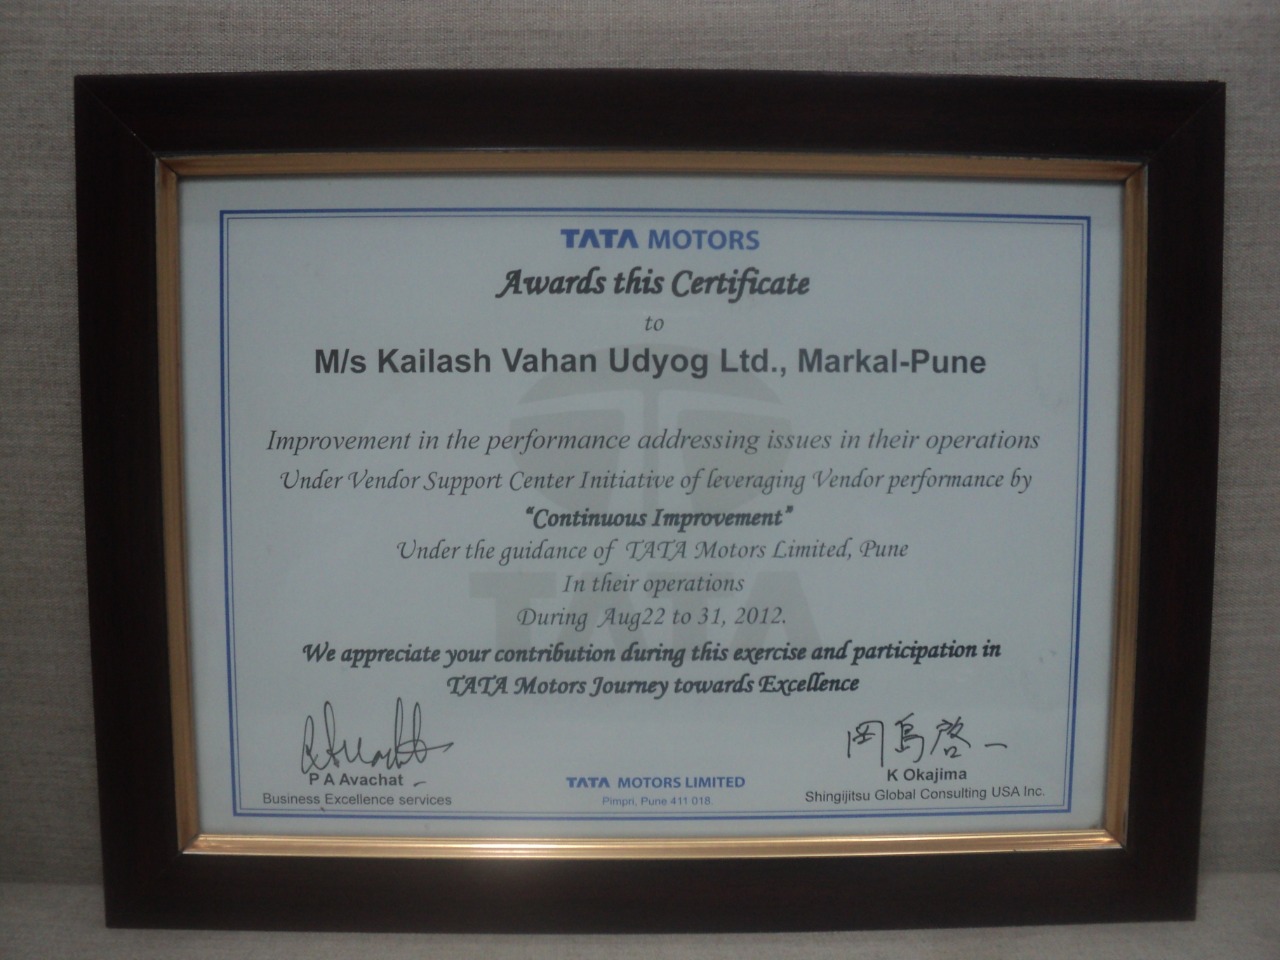 TATA MOTORS
Awards this Certificate
to
M/s Kailash Vahan Udyog Ltd., Markal-Pune
Improvement in the performance addressing issues in their operations
Under Vendor Support Center Initiative of leveraging Vendor performance by
“Continuous Improvement”
Under the guidance of TATA Motors Limited, Pune
In their operations
During Aug22 to 31, 2012.
We appreciate your contribution during this exercise and participation in
TATA Motors Journey towards Excellence
岡島啓一
P A Avachat
Business Excellence services
TATA MOTORS LIMITED
Pimpri, Pune 411 018.
K Okajima
Shingijitsu Global Consulting USA Inc.
TATA